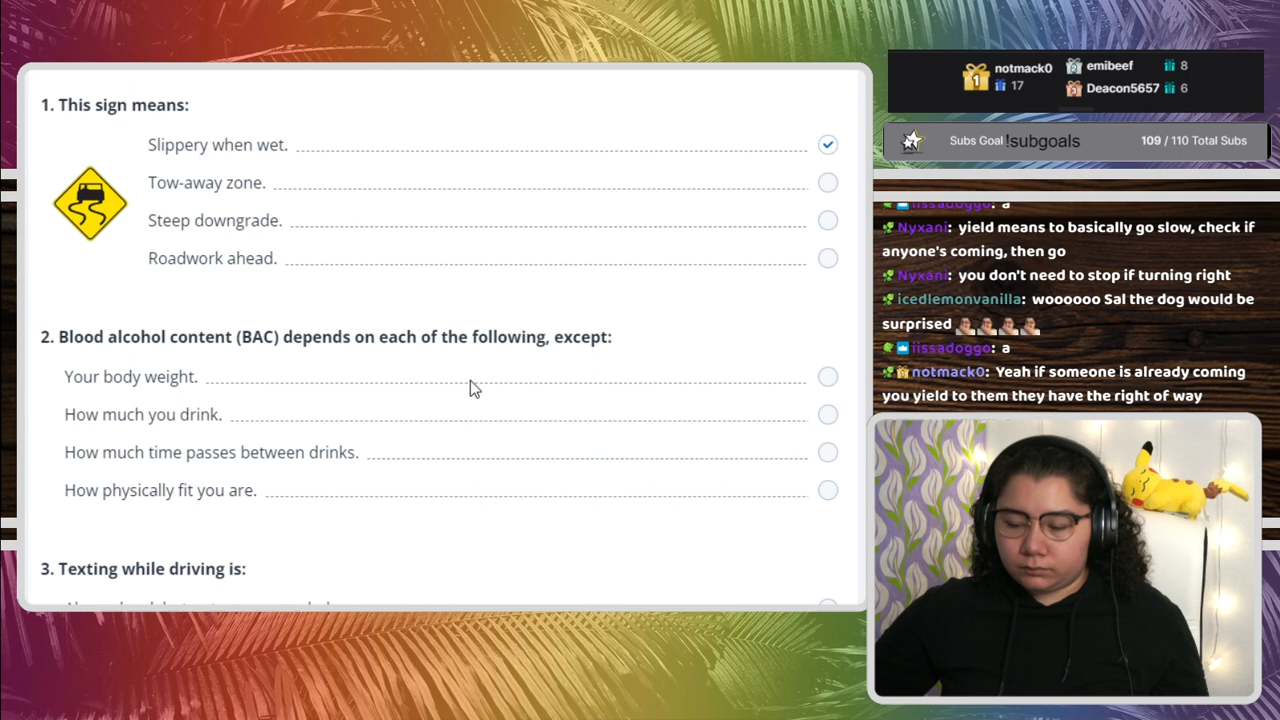 1. This sign means:
Slippery when wet.
Tow-away zone.
Steep downgrade.
Roadwork ahead.
2. Blood alcohol content (BAC) depends on each of the following, except:
Your body weight.
How much you drink.
How much time passes between drinks.
How physically fit you are.
3. Texting while driving is:
1
notmack0
17
2
emibeef
8
3
Deacon5657
6
Subs Goal
!subgoals
109 / 110 Total Subs
iissadoggo: a
Nyxani: yield means to basically go slow, check if
anyone's coming, then go
Nyxani: you don't need to stop if turning right
icedlemonvanilla: woooooo Sal the dog would be
surprised
iissadoggo: a
notmack0: Yeah if someone is already coming
you yield to them they have the right of way